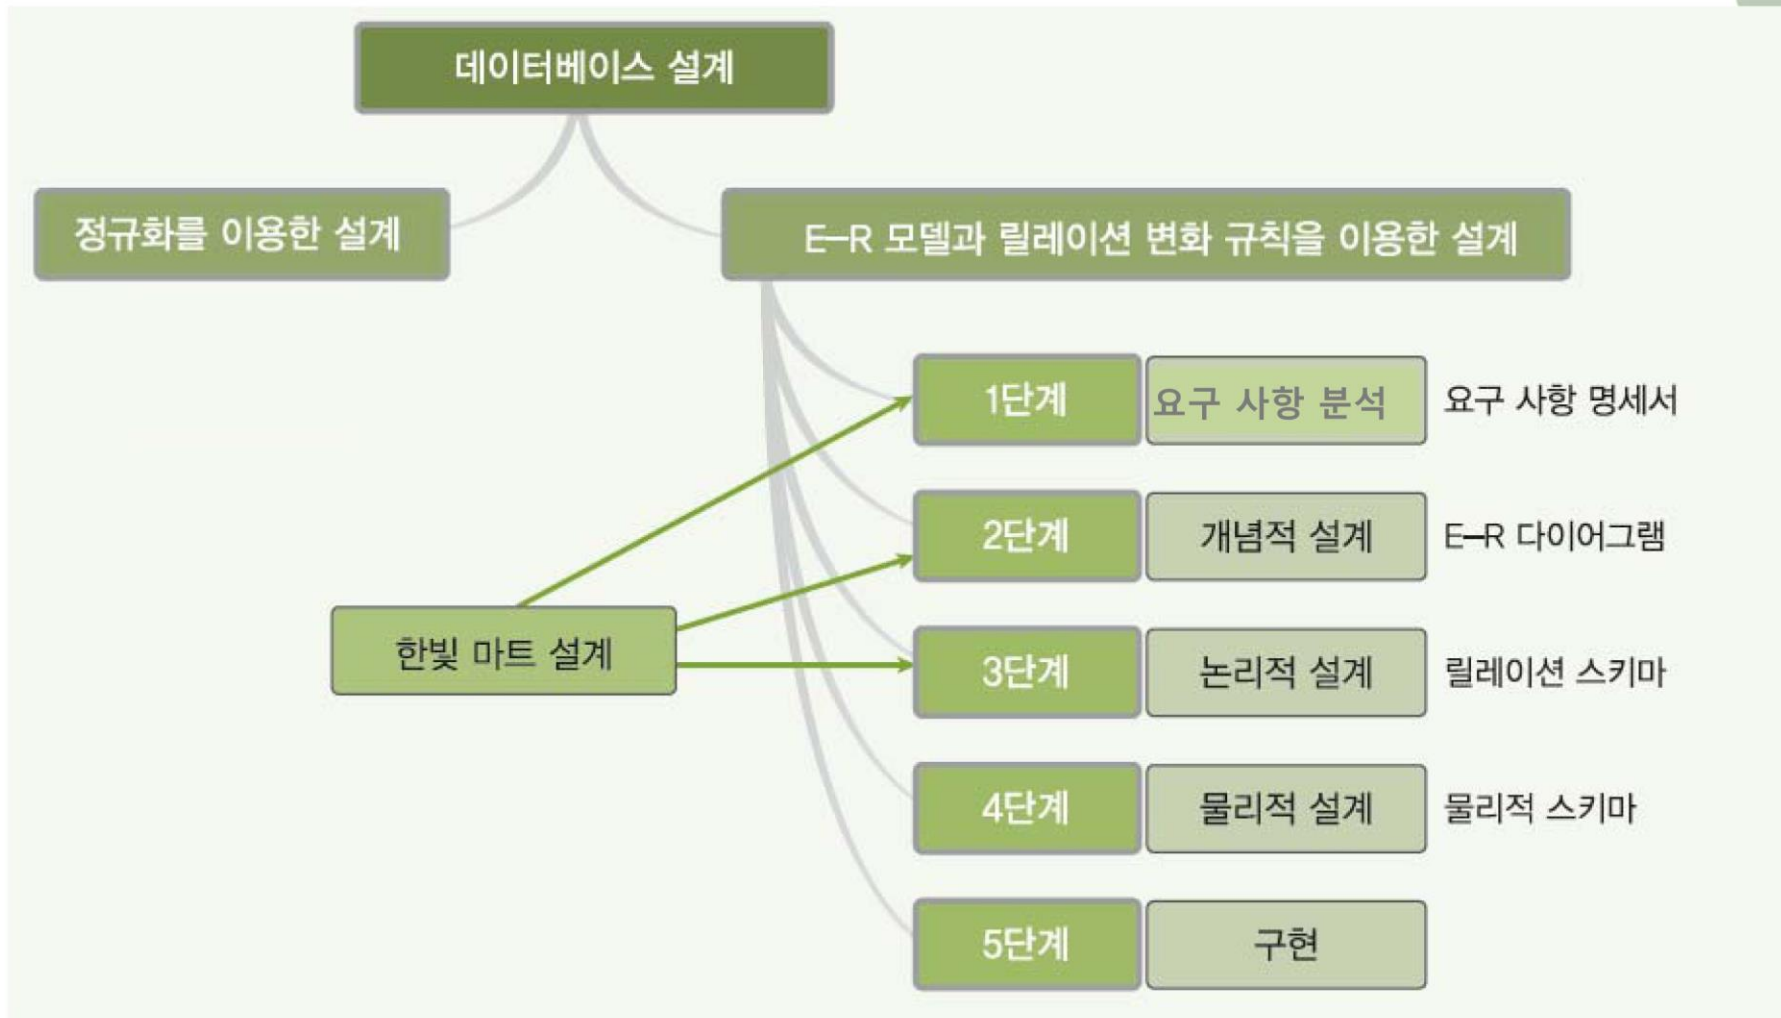 데이터베이스 설계
정규화를 이용한 설계
E-R 모델과 릴레이션 변화 규칙을 이용한 설계
1단계 요구 사항 분석 요구 사항 명세서
2단계 개념적 설계 E-R 다이어그램
한빛 마트 설계
3단계 논리적 설계 릴레이션 스키마
4단계 물리적 설계 물리적 스키마
5단계 구현